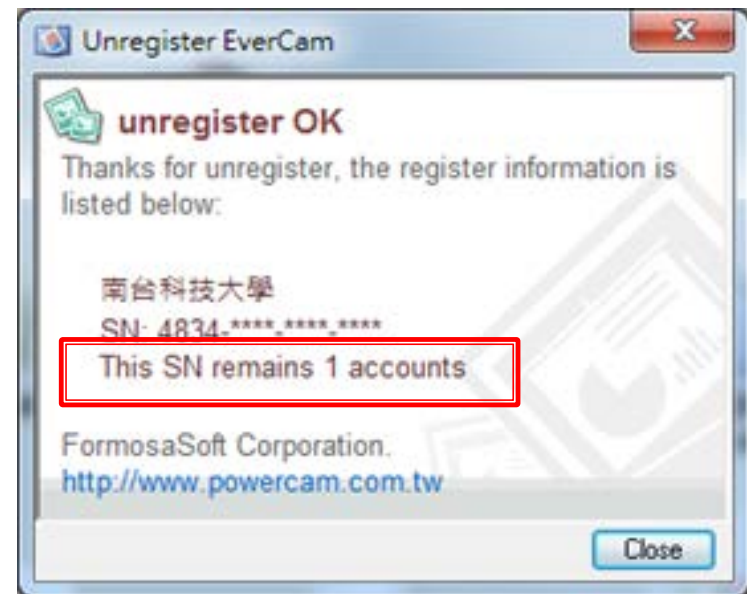 Unregister EverCam
unregister OK
Thanks for unregister, the register information is
listed below:
南台科技大學
SN: 4834-****-****-****
This SN remains 1 accounts
FormosaSoft Corporation.
http://www.powercam.com.tw
Close